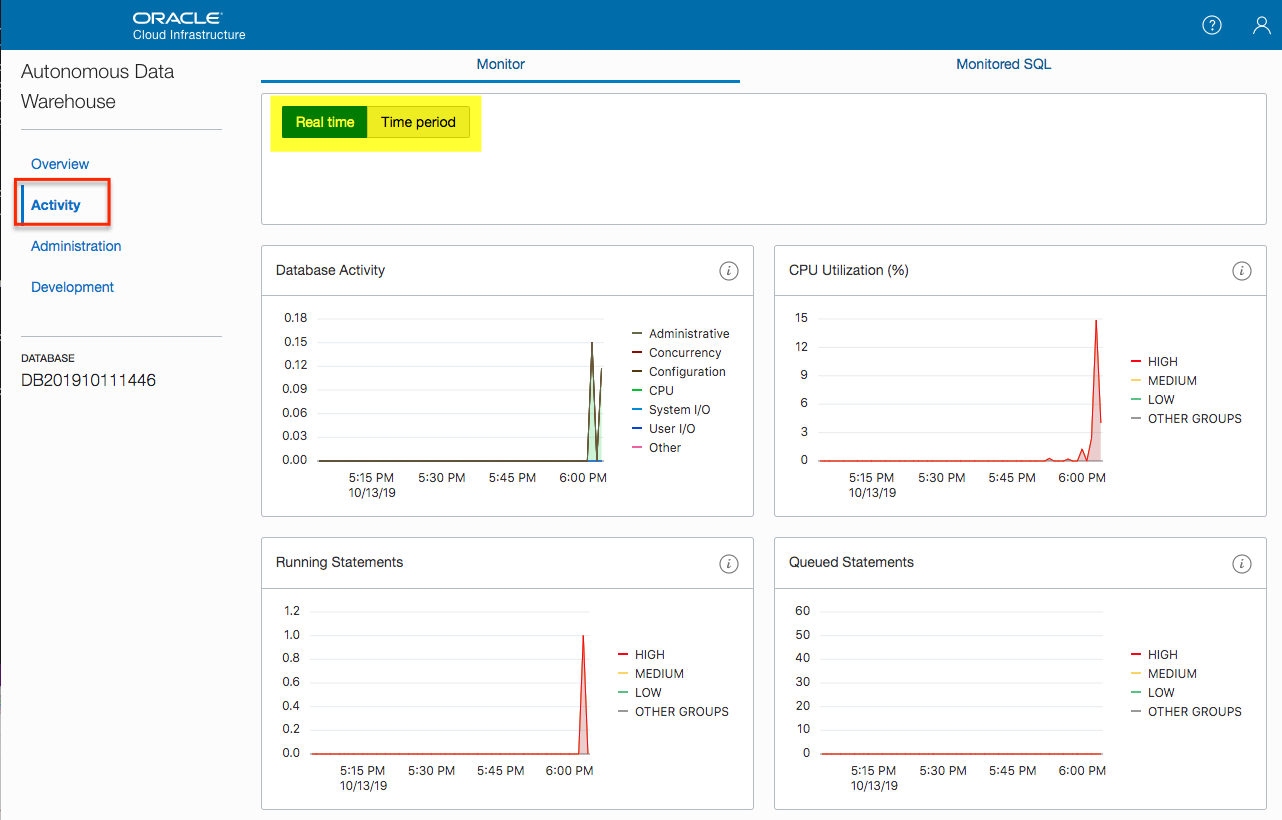 ORACLE
Cloud Infrastructure
Autonomous Data
Warehouse
Overview
Activity
Administration
Development
DATABASE
DB201910111446
Monitor
Monitored SQL
Real time
Time period
Database Activity
0.18
0.15
0.12
0.09
0.06
0.03
0.00
5:15 PM 5:30 PM 5:45 PM 6:00 PM
10/13/19
Administrative
Concurrency
Configuration
CPU
System I/O
User I/O
Other
CPU Utilization (%)
15
12
9
6
3
0
5:15 PM 5:30 PM 5:45 PM 6:00 PM
10/13/19
HIGH
MEDIUM
LOW
OTHER GROUPS
Running Statements
1.2
1.0
0.8
0.6
0.4
0.2
0.0
5:15 PM 5:30 PM 5:45 PM 6:00 PM
10/13/19
HIGH
MEDIUM
LOW
OTHER GROUPS
Queued Statements
60
50
40
30
20
10
0
5:15 PM 5:30 PM 5:45 PM 6:00 PM
10/13/19
HIGH
MEDIUM
LOW
OTHER GROUPS